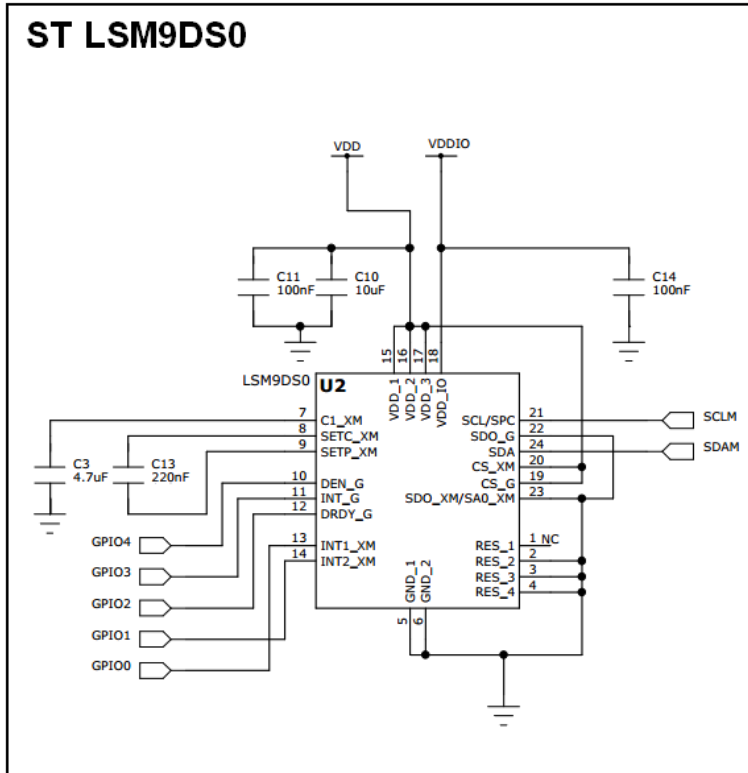 ST LSM9DS0
VDD
VDDIO
C11
100nF
C10
10uF
C14
100nF
15
16
17
18
LSM9DS0
U2
VDD_1
VDD_2
VDD_3
VDD_IO
7
C1_XM
8
SETC_XM
9
SETP_XM
10
DEN_G
11
INT_G
12
DRDY_G
13
INT1_XM
14
INT2_XM
SCL/SPC
21
SCLM
SDO_G
22
SDA
24
SDAM
CS_XM
20
CS_G
19
SDO_XM/SA0_XM
23
RES_1
1
NC
RES_2
2
RES_3
3
RES_4
4
C3
4.7uF
C13
220nF
GPIO4
GPIO3
GPIO2
GPIO1
GPIO0
GND_1
GND_2
5
6